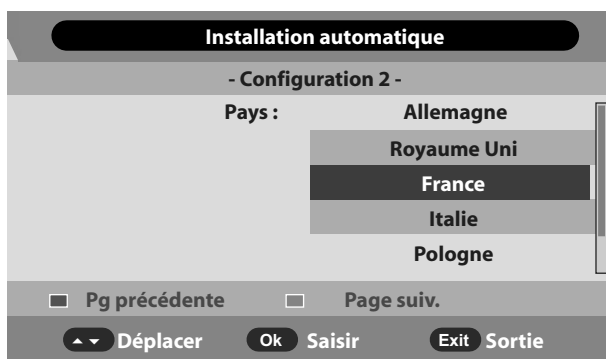 Installation automatique
- Configuration 2 -
Pays : Allemagne
Royaume Uni
France
Italie
Pologne
Pg précédente Page suiv.
Déplacer Ok Saisir Exit Sortie